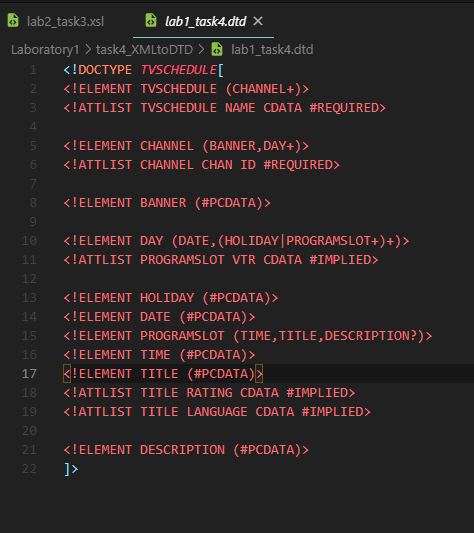 lab2_task3.xsl lab1_task4.dtd
Laboratory1 > task4_XMLtoDTD > lab1_task4.dtd
1 <!DOCTYPE TVSCHEDULE[
2 <!ELEMENT TVSCHEDULE (CHANNEL+)>
3 <!ATTLIST TVSCHEDULE NAME CDATA #REQUIRED>
4
5 <!ELEMENT CHANNEL (BANNER,DAY+)>
6 <!ATTLIST CHANNEL CHAN ID #REQUIRED>
7
8 <!ELEMENT BANNER (#PCDATA)>
9
10 <!ELEMENT DAY (DATE,(HOLIDAY|PROGRAMSLOT+)+)>
11 <!ATTLIST PROGRAMSLOT VTR CDATA #IMPLIED>
12
13 <!ELEMENT HOLIDAY (#PCDATA)>
14 <!ELEMENT DATE (#PCDATA)>
15 <!ELEMENT PROGRAMSLOT (TIME,TITLE,DESCRIPTION?)>
16 <!ELEMENT TIME (#PCDATA)>
17 <!ELEMENT TITLE (#PCDATA)>
18 <!ATTLIST TITLE RATING CDATA #IMPLIED>
19 <!ATTLIST TITLE LANGUAGE CDATA #IMPLIED>
20
21 <!ELEMENT DESCRIPTION (#PCDATA)>
22 ]>